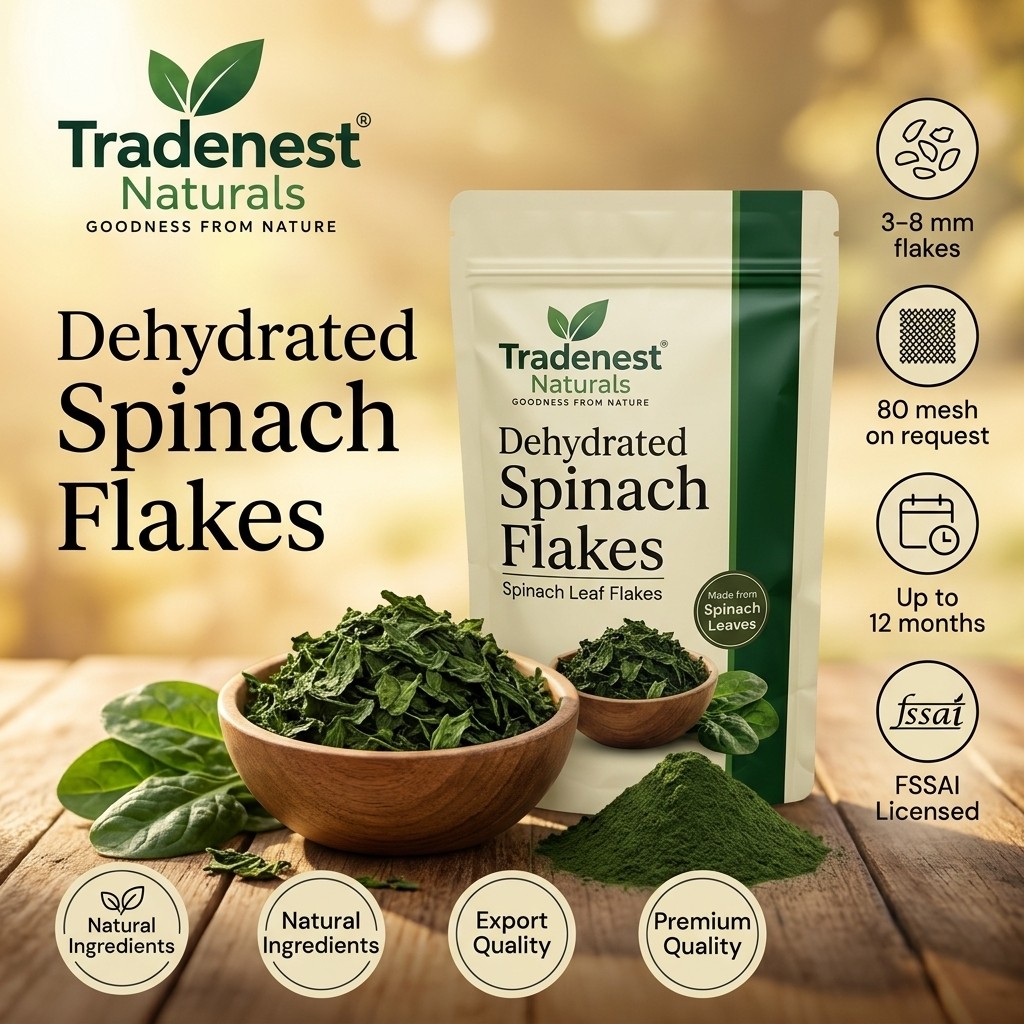 Tradenest®
Naturals
GOODNESS FROM NATURE
Dehydrated
Spinach
Flakes
Tradenest®
Naturals
GOODNESS FROM NATURE
Dehydrated
Spinach
Flakes
Spinach Leaf Flakes
Made from
Spinach
Leaves
3–8 mm
flakes
80 mesh
on request
Up to
12 months
fssai
FSSAI
Licensed
Natural
Ingredients
Natural
Ingredients
Export
Quality
Premium
Quality